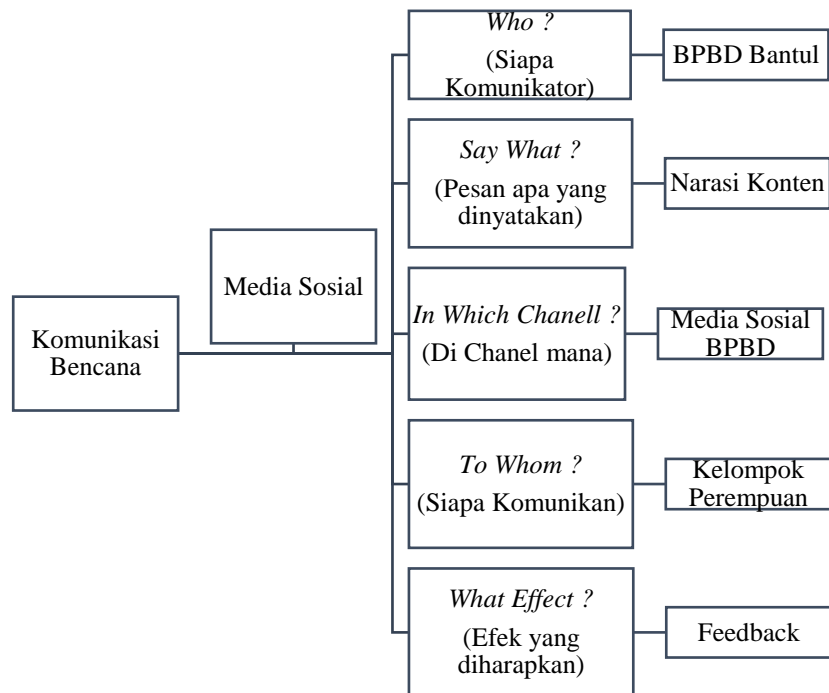 Komunikasi
Bencana
Media Sosial
Who ?
(Siapa
Komunikator)
BPBD Bantul
Say What ?
(Pesan apa yang
dinyatakan)
Narasi Konten
In Which Chanell ?
(Di Chanel mana)
Media Sosial
BPBD
To Whom ?
(Siapa Komunikan)
Kelompok
Perempuan
What Effect ?
(Efek yang
diharapkan)
Feedback